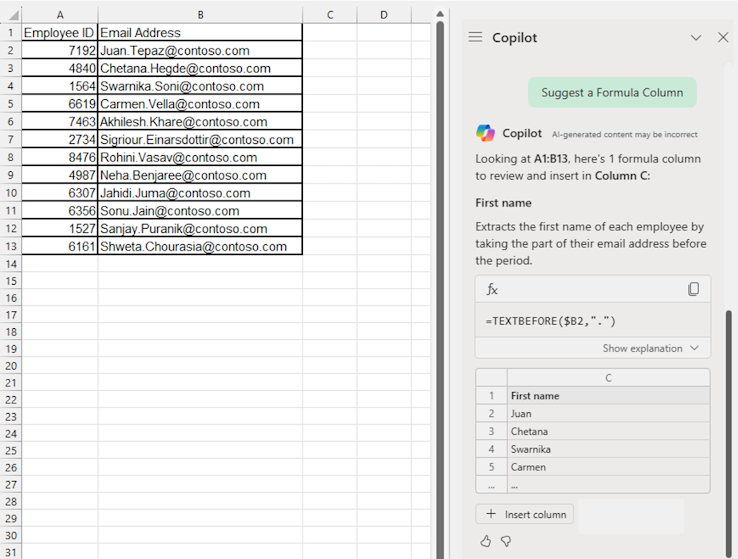 A B C D
1 Employee ID Email Address
2 7192 Juan.Tepaz@contoso.com
3 4840 Chetana.Hegde@contoso.com
4 1564 Swarnika.Soni@contoso.com
5 6619 Carmen.Vella@contoso.com
6 7463 Akhilesh.Khare@contoso.com
7 2734 Sigriour.Einarsdottir@contoso.com
8 8476 Rohini.Vasav@contoso.com
9 4987 Neha.Benjaree@contoso.com
10 6307 Jahidi.Juma@contoso.com
11 6356 Sonu.Jain@contoso.com
12 1527 Sanjay.Puranik@contoso.com
13 6161 Shweta.Chourasia@contoso.com
14
15
16
17
18
19
20
21
22
23
24
25
26
27
28
29
30
31
Copilot
Suggest a Formula Column
Copilot AI-generated content may be incorrect
Looking at A1:B13, here's 1 formula column
to review and insert in Column C:
First name
Extracts the first name of each employee by
taking the part of their email address before
the period.
fx
=TEXTBEFORE($B2,".")
Show explanation
C
1 First name
2 Juan
3 Chetana
4 Swarnika
5 Carmen
... ...
+ Insert column